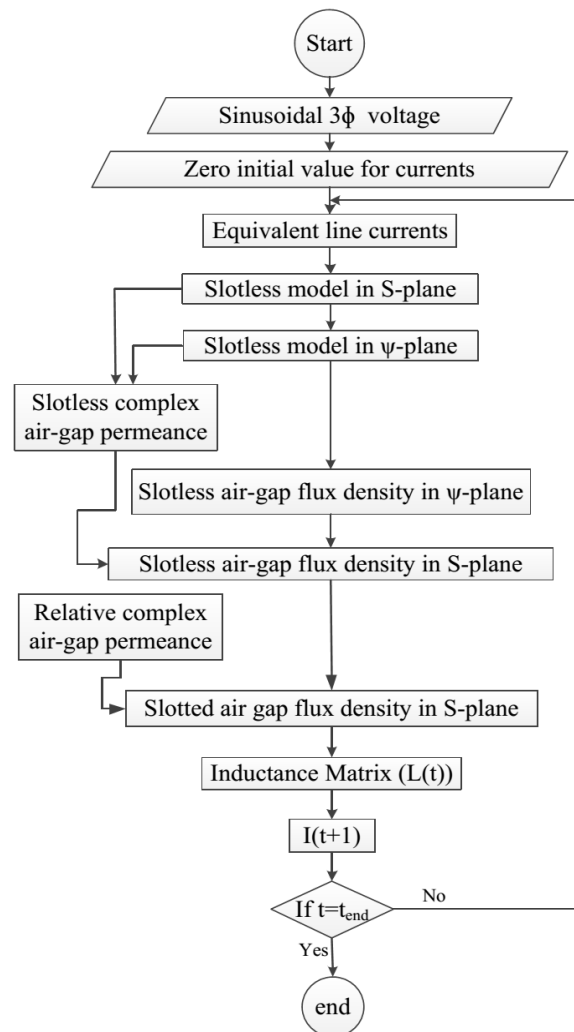 Start
Sinusoidal 3ϕ voltage
Zero initial value for currents
Equivalent line currents
Slotless model in S-plane
Slotless model in ψ-plane
Slotless complex
air-gap permeance
Slotless air-gap flux density in ψ-plane
Slotless air-gap flux density in S-plane
Relative complex
air-gap permeance
Slotted air gap flux density in S-plane
Inductance Matrix (L(t))
I(t+1)
If t=t_end
No
Yes
end